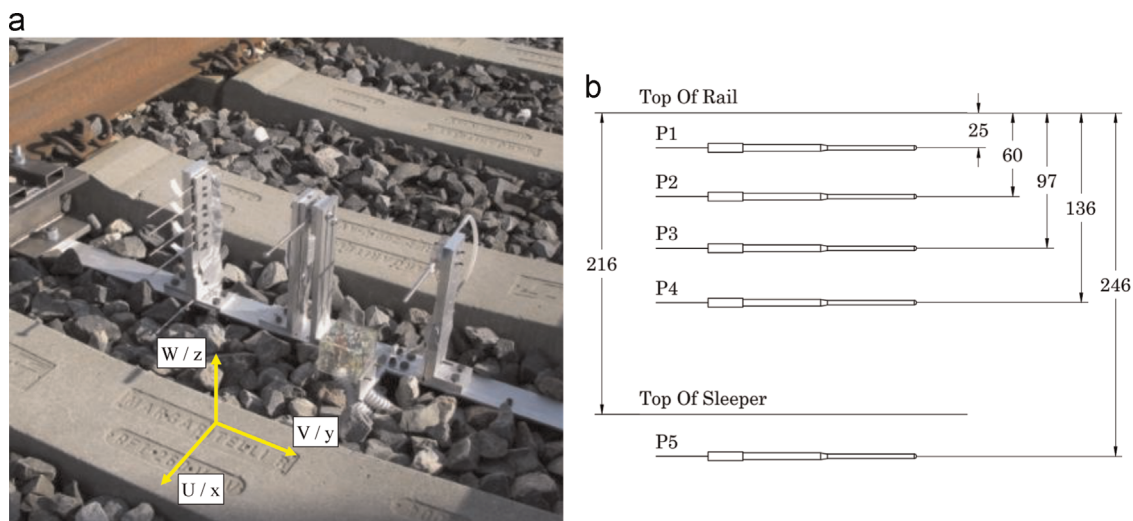 a
W / z
V / y
U / x
b
Top Of Rail
P1
25
P2
60
P3
97
P4
136
216
246
Top Of Sleeper
P5